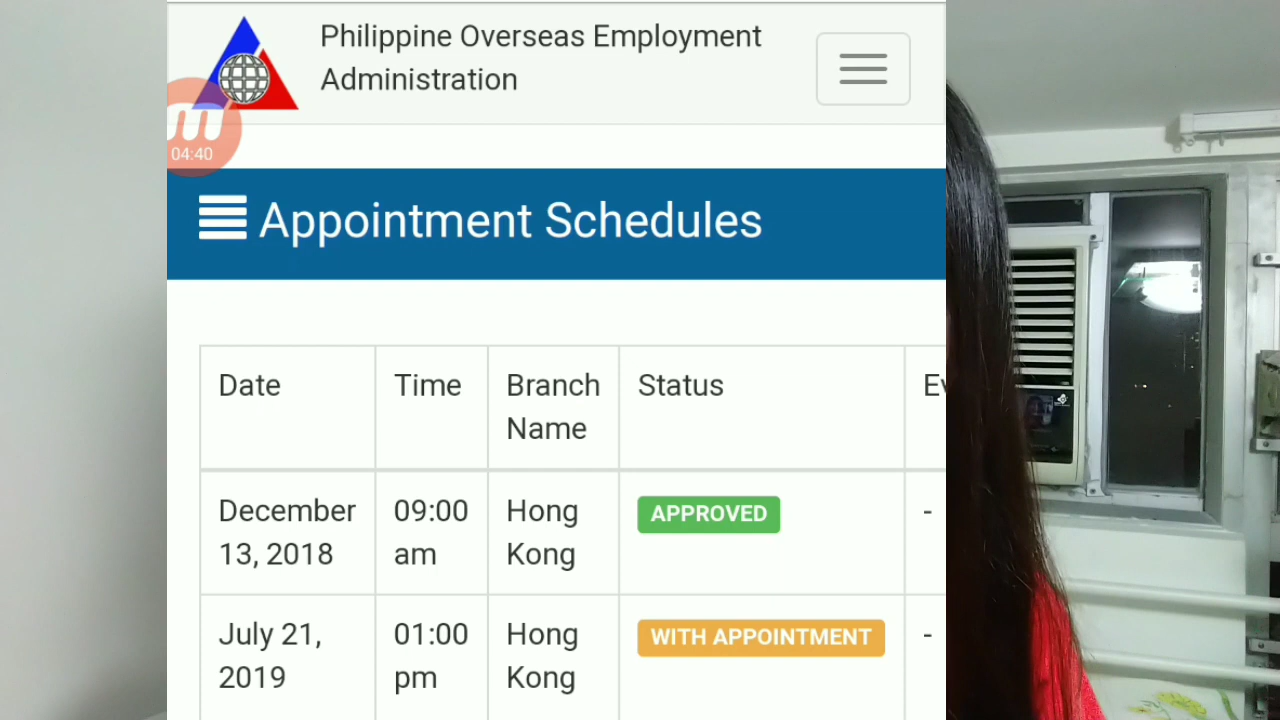 Philippine Overseas Employment
Administration
04:40
Appointment Schedules
Date Time Branch Name Status
December 13, 2018 09:00 am Hong Kong APPROVED -
July 21, 2019 01:00 pm Hong Kong WITH APPOINTMENT -